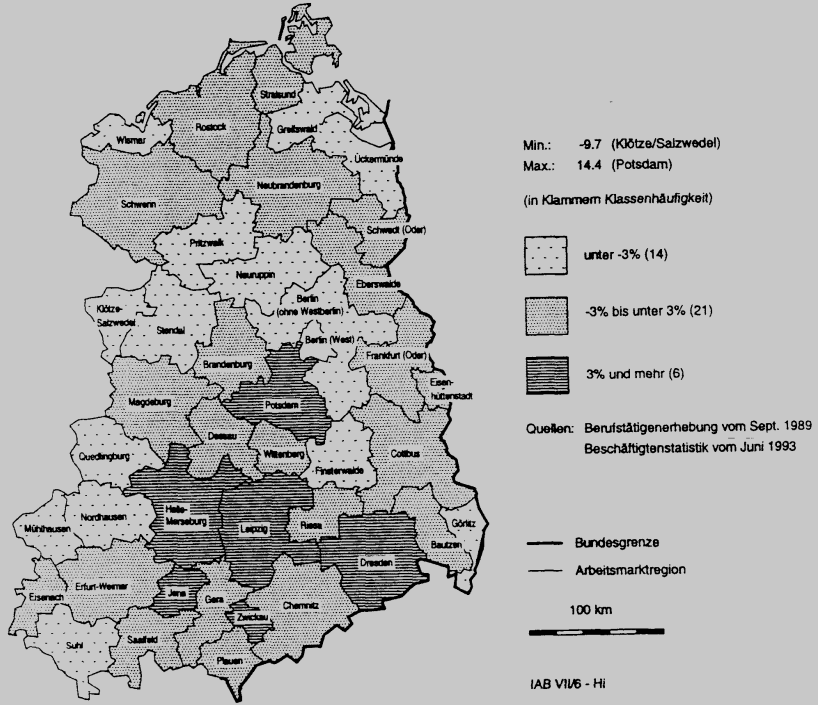 Stralsund
Rostock
Greifswald
Wismar
Ückermünde
Neubrandenburg
Schwerin
Schwedt (Oder)
Pritzwalk
Neuruppin
Eberswalde
Berlin
(ohne Westberlin)
Klötze-
Salzwedel
Stendal
Berlin (West)
Frankfurt (Oder)
Brandenburg
Eisen-
hüttenstadt
Magdeburg
Potsdam
Dessau
Wittenberg
Cottbus
Quedlingburg
Finsterwalde
Nordhausen
Halle-
Merseburg
Mühlhausen
Leipzig
Riesa
Görlitz
Bautzen
Dresden
Erfurt-Weimar
Eisenach
Jena
Gera
Chemnitz
Zwickau
Suhl
Saalfeld
Plauen
Min.: -9.7 (Klötze/Salzwedel)
Max.: 14.4 (Potsdam)
(in Klammern Klassenhäufigkeit)
unter -3% (14)
-3% bis unter 3% (21)
3% und mehr (6)
Quellen: Berufstätigenerhebung vom Sept. 1989
Beschäftigtenstatistik vom Juni 1993
Bundesgrenze
Arbeitsmarktregion
100 km
IAB VII/6 - Hi